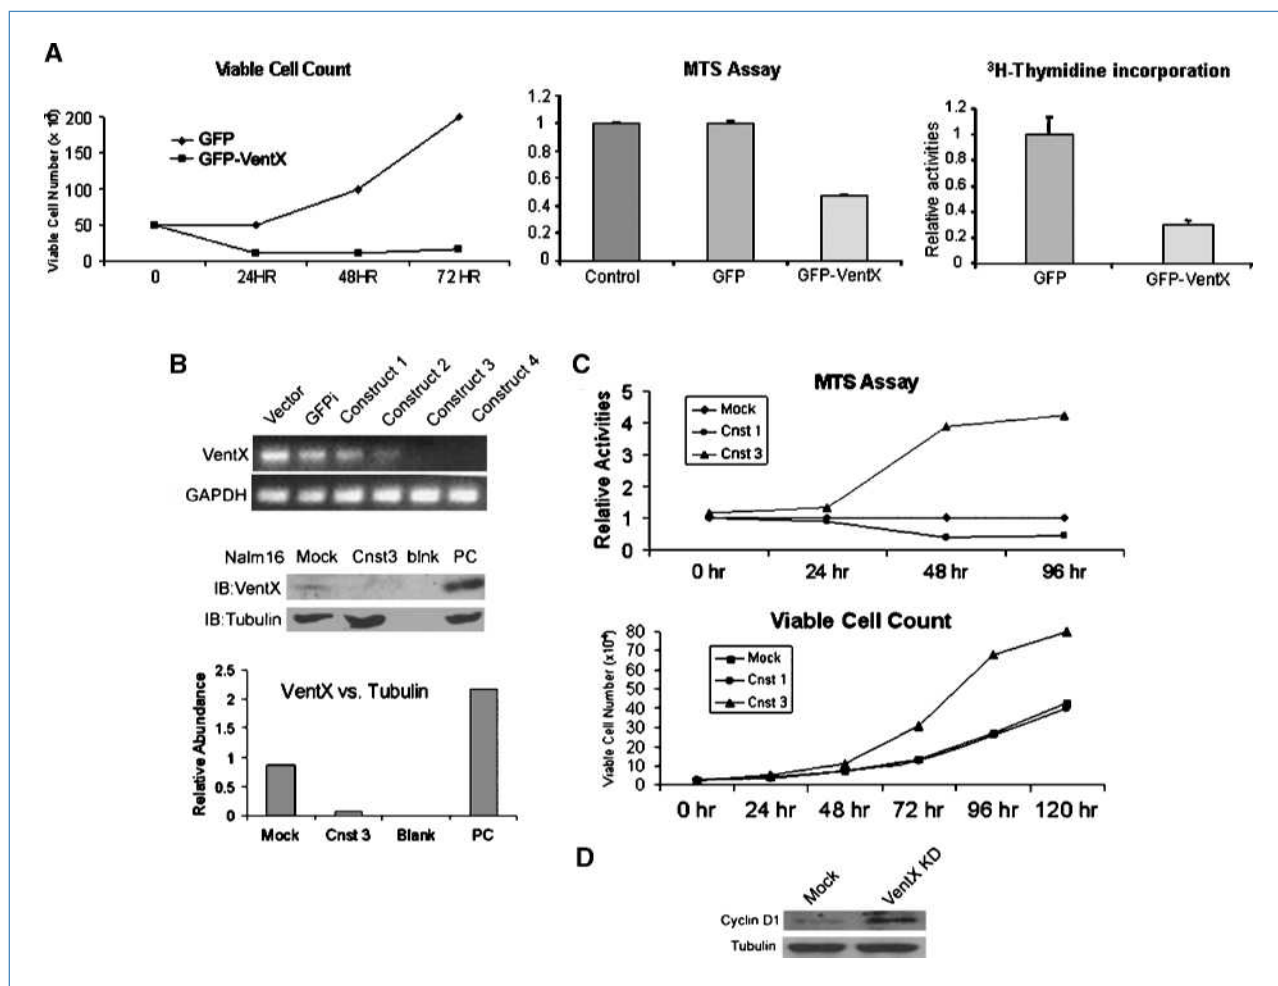 A
Viable Cell Count
Viable Cell Number (x 10³)
200
150
100
50
0
GFP
GFP-VentX
0 24HR 48HR 72HR
MTS Assay
1.2
1
0.8
0.6
0.4
0.2
0
Control GFP GFP-VentX
³H-Thymidine incorporation
Relative activities
1.2
1
0.8
0.6
0.4
0.2
0
GFP GFP-VentX
B
Vector GFPi Construct 1 Construct 2 Construct 3 Construct 4
VentX
GAPDH
Nalm16 Mock Cnst3 blnk PC
IB:VentX
IB:Tubulin
VentX vs. Tubulin
Relative Abundance
2.5
2
1
0.5
0
Mock Cnst 3 Blank PC
C
MTS Assay
Relative Activities
5
4
3
2
1
0
Mock
Cnst 1
Cnst 3
0 hr 24 hr 48 hr 96 hr
Viable Cell Count
Viable Cell Number (x10⁴)
80
70
60
50
40
30
20
10
0
Mock
Cnst 1
Cnst 3
0 hr 24 hr 48 hr 72 hr 96 hr 120 hr
D
Mock VentX KD
Cyclin D1
Tubulin